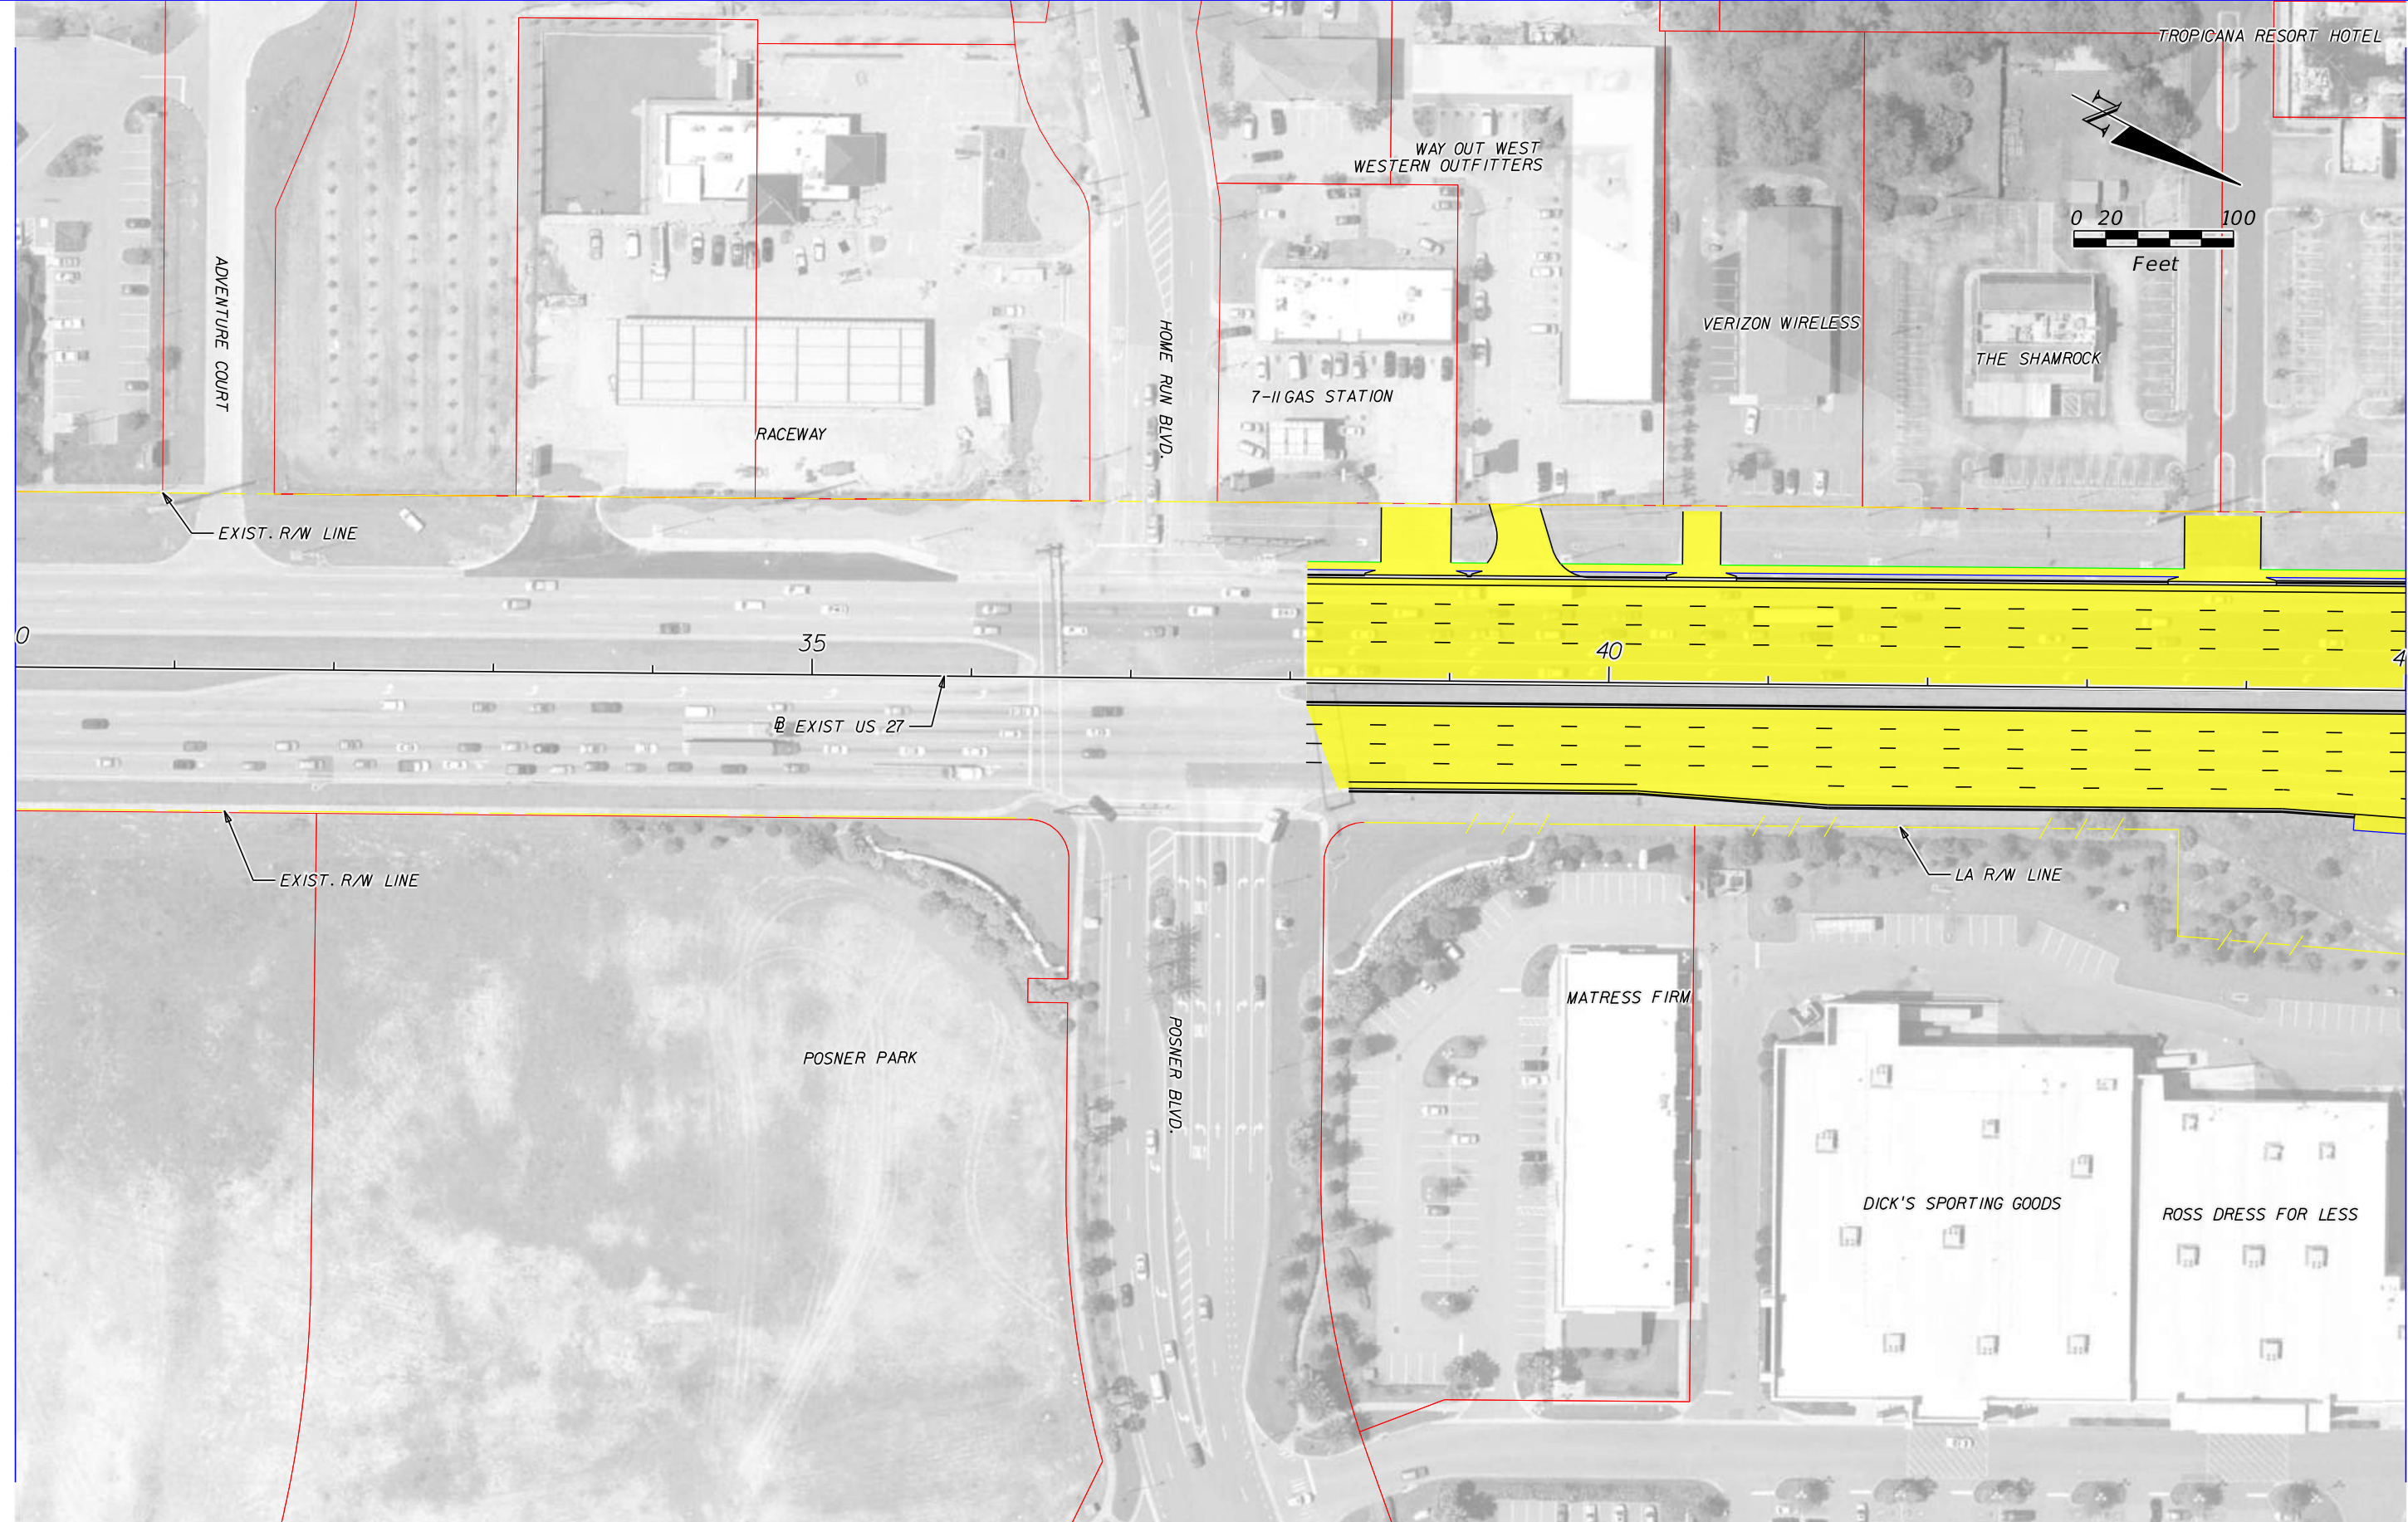 TROPICANA RESORT HOTEL
N
WAY OUT WEST
WESTERN OUTFITTERS
0 20 100
Feet
ADVENTURE COURT
HOME RUN BLVD.
VERIZON WIRELESS
THE SHAMROCK
7-11 GAS STATION
RACEWAY
EXIST. R/W LINE
0
35
40
4
EXIST US 27
EXIST. R/W LINE
LA R/W LINE
MATRESS FIRM
POSNER PARK
POSNER BLVD.
DICK'S SPORTING GOODS
ROSS DRESS FOR LESS